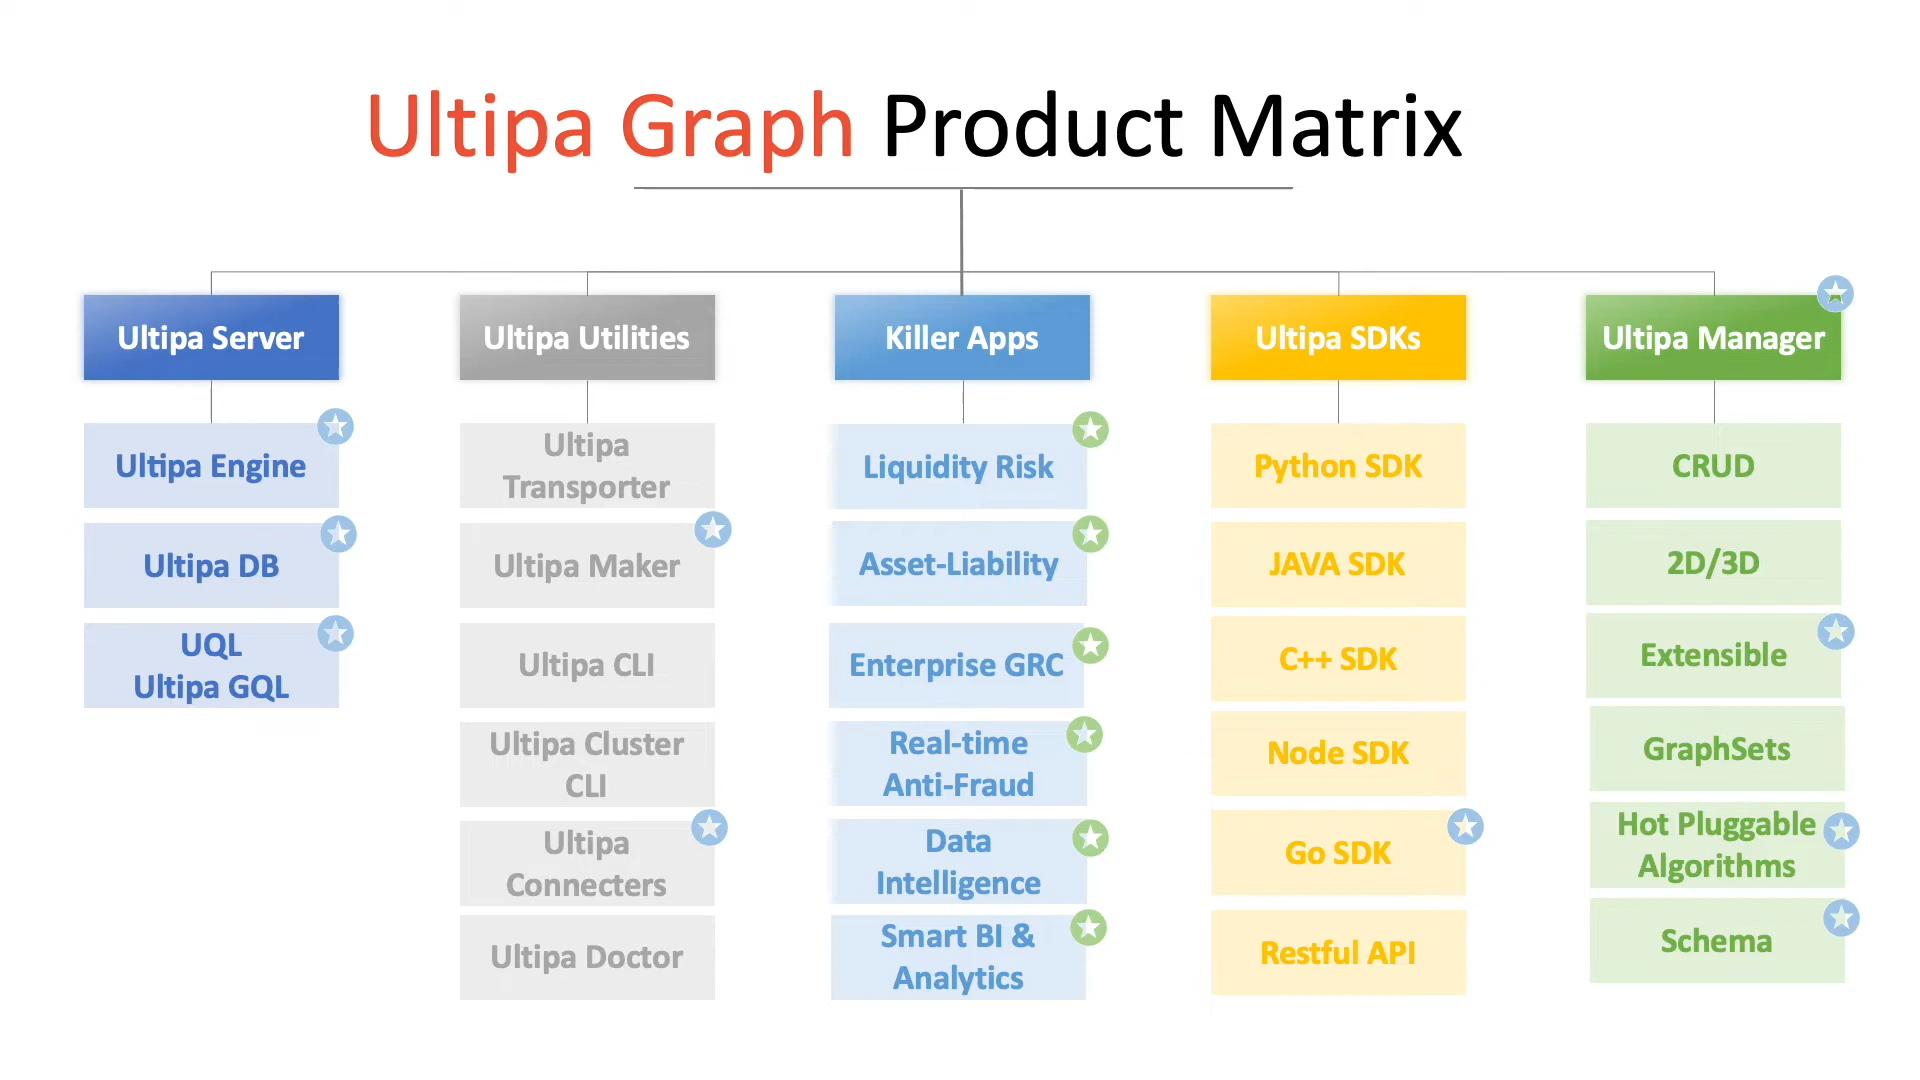 Ultipa Graph Product Matrix
Ultipa Server
Ultipa Engine
Ultipa DB
UQL
Ultipa GQL
Ultipa Utilities
Ultipa
Transporter
Ultipa Maker
Ultipa CLI
Ultipa Cluster
CLI
Ultipa
Connecters
Ultipa Doctor
Killer Apps
Liquidity Risk
Asset-Liability
Enterprise GRC
Real-time
Anti-Fraud
Data
Intelligence
Smart BI &
Analytics
Ultipa SDKs
Python SDK
JAVA SDK
C++ SDK
Node SDK
Go SDK
Restful API
Ultipa Manager
CRUD
2D/3D
Extensible
GraphSets
Hot Pluggable
Algorithms
Schema